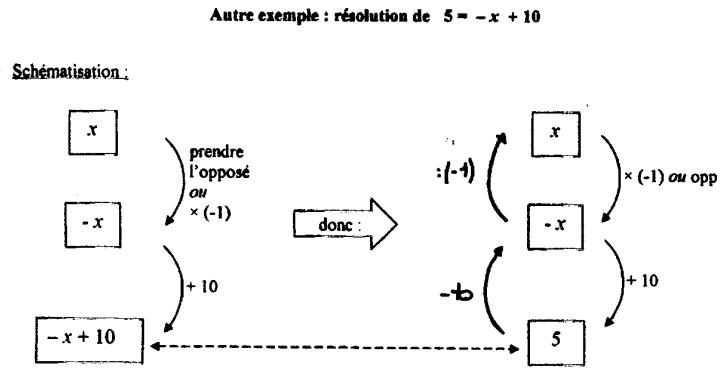 Autre exemple : résolution de 5 = – x + 10
Schématisation :
x
prendre
l'opposé
ou
× (-1)
- x
+ 10
– x + 10
donc :
x
:(-1)
× (-1) ou opp
- x
-10
+ 10
5